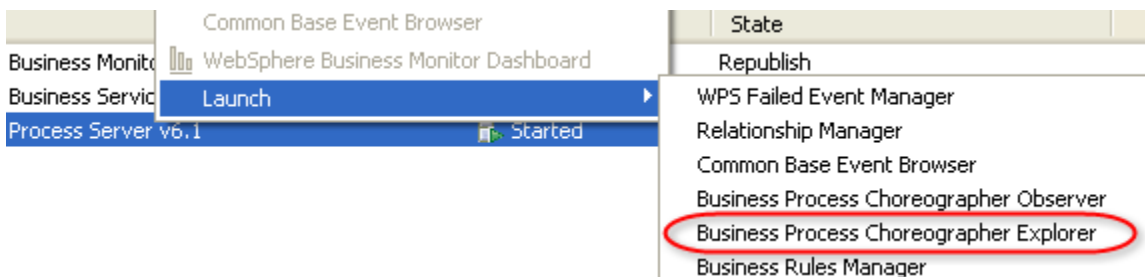 Common Base Event Browser
State
Business Monito
WebSphere Business Monitor Dashboard
Republish
Business Servic
Launch
WPS Failed Event Manager
Process Server v6.1
Started
Relationship Manager
Common Base Event Browser
Business Process Choreographer Observer
Business Process Choreographer Explorer
Business Rules Manager